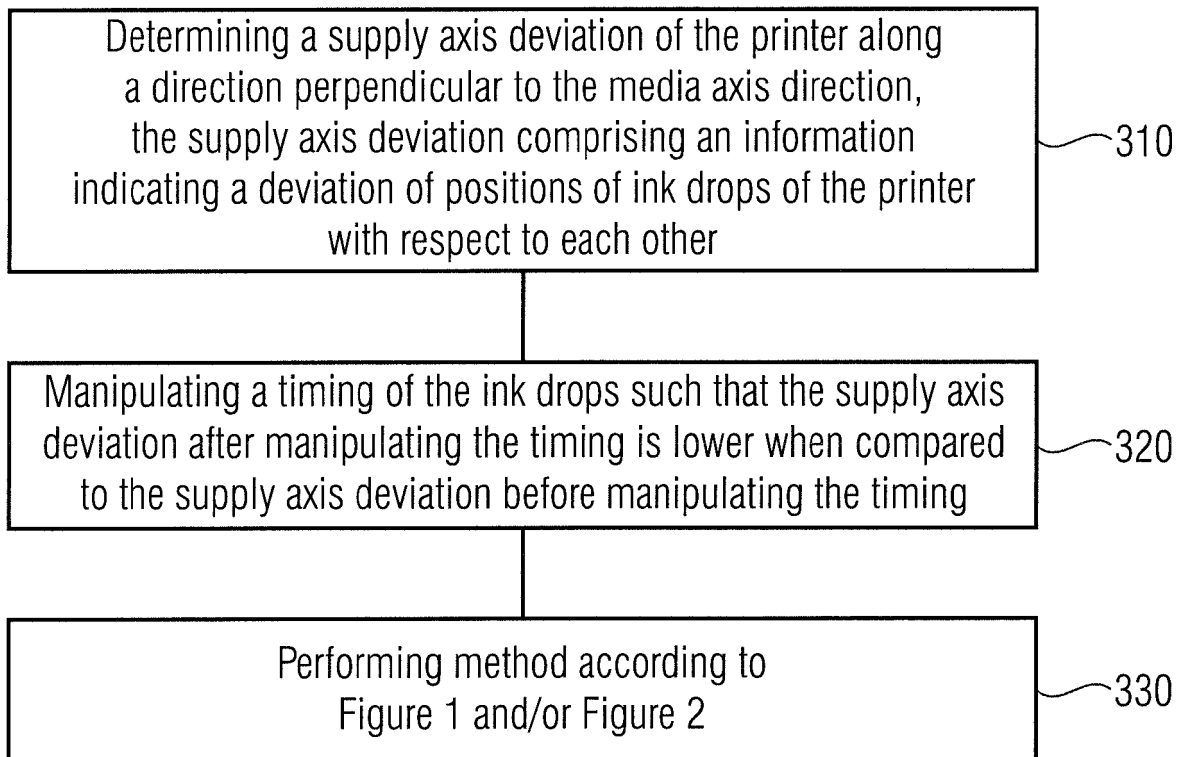 Determining a supply axis deviation of the printer along
a direction perpendicular to the media axis direction,
the supply axis deviation comprising an information
indicating a deviation of positions of ink drops of the printer
with respect to each other
310
Manipulating a timing of the ink drops such that the supply axis
deviation after manipulating the timing is lower when compared
to the supply axis deviation before manipulating the timing
320
Performing method according to
Figure 1 and/or Figure 2
330